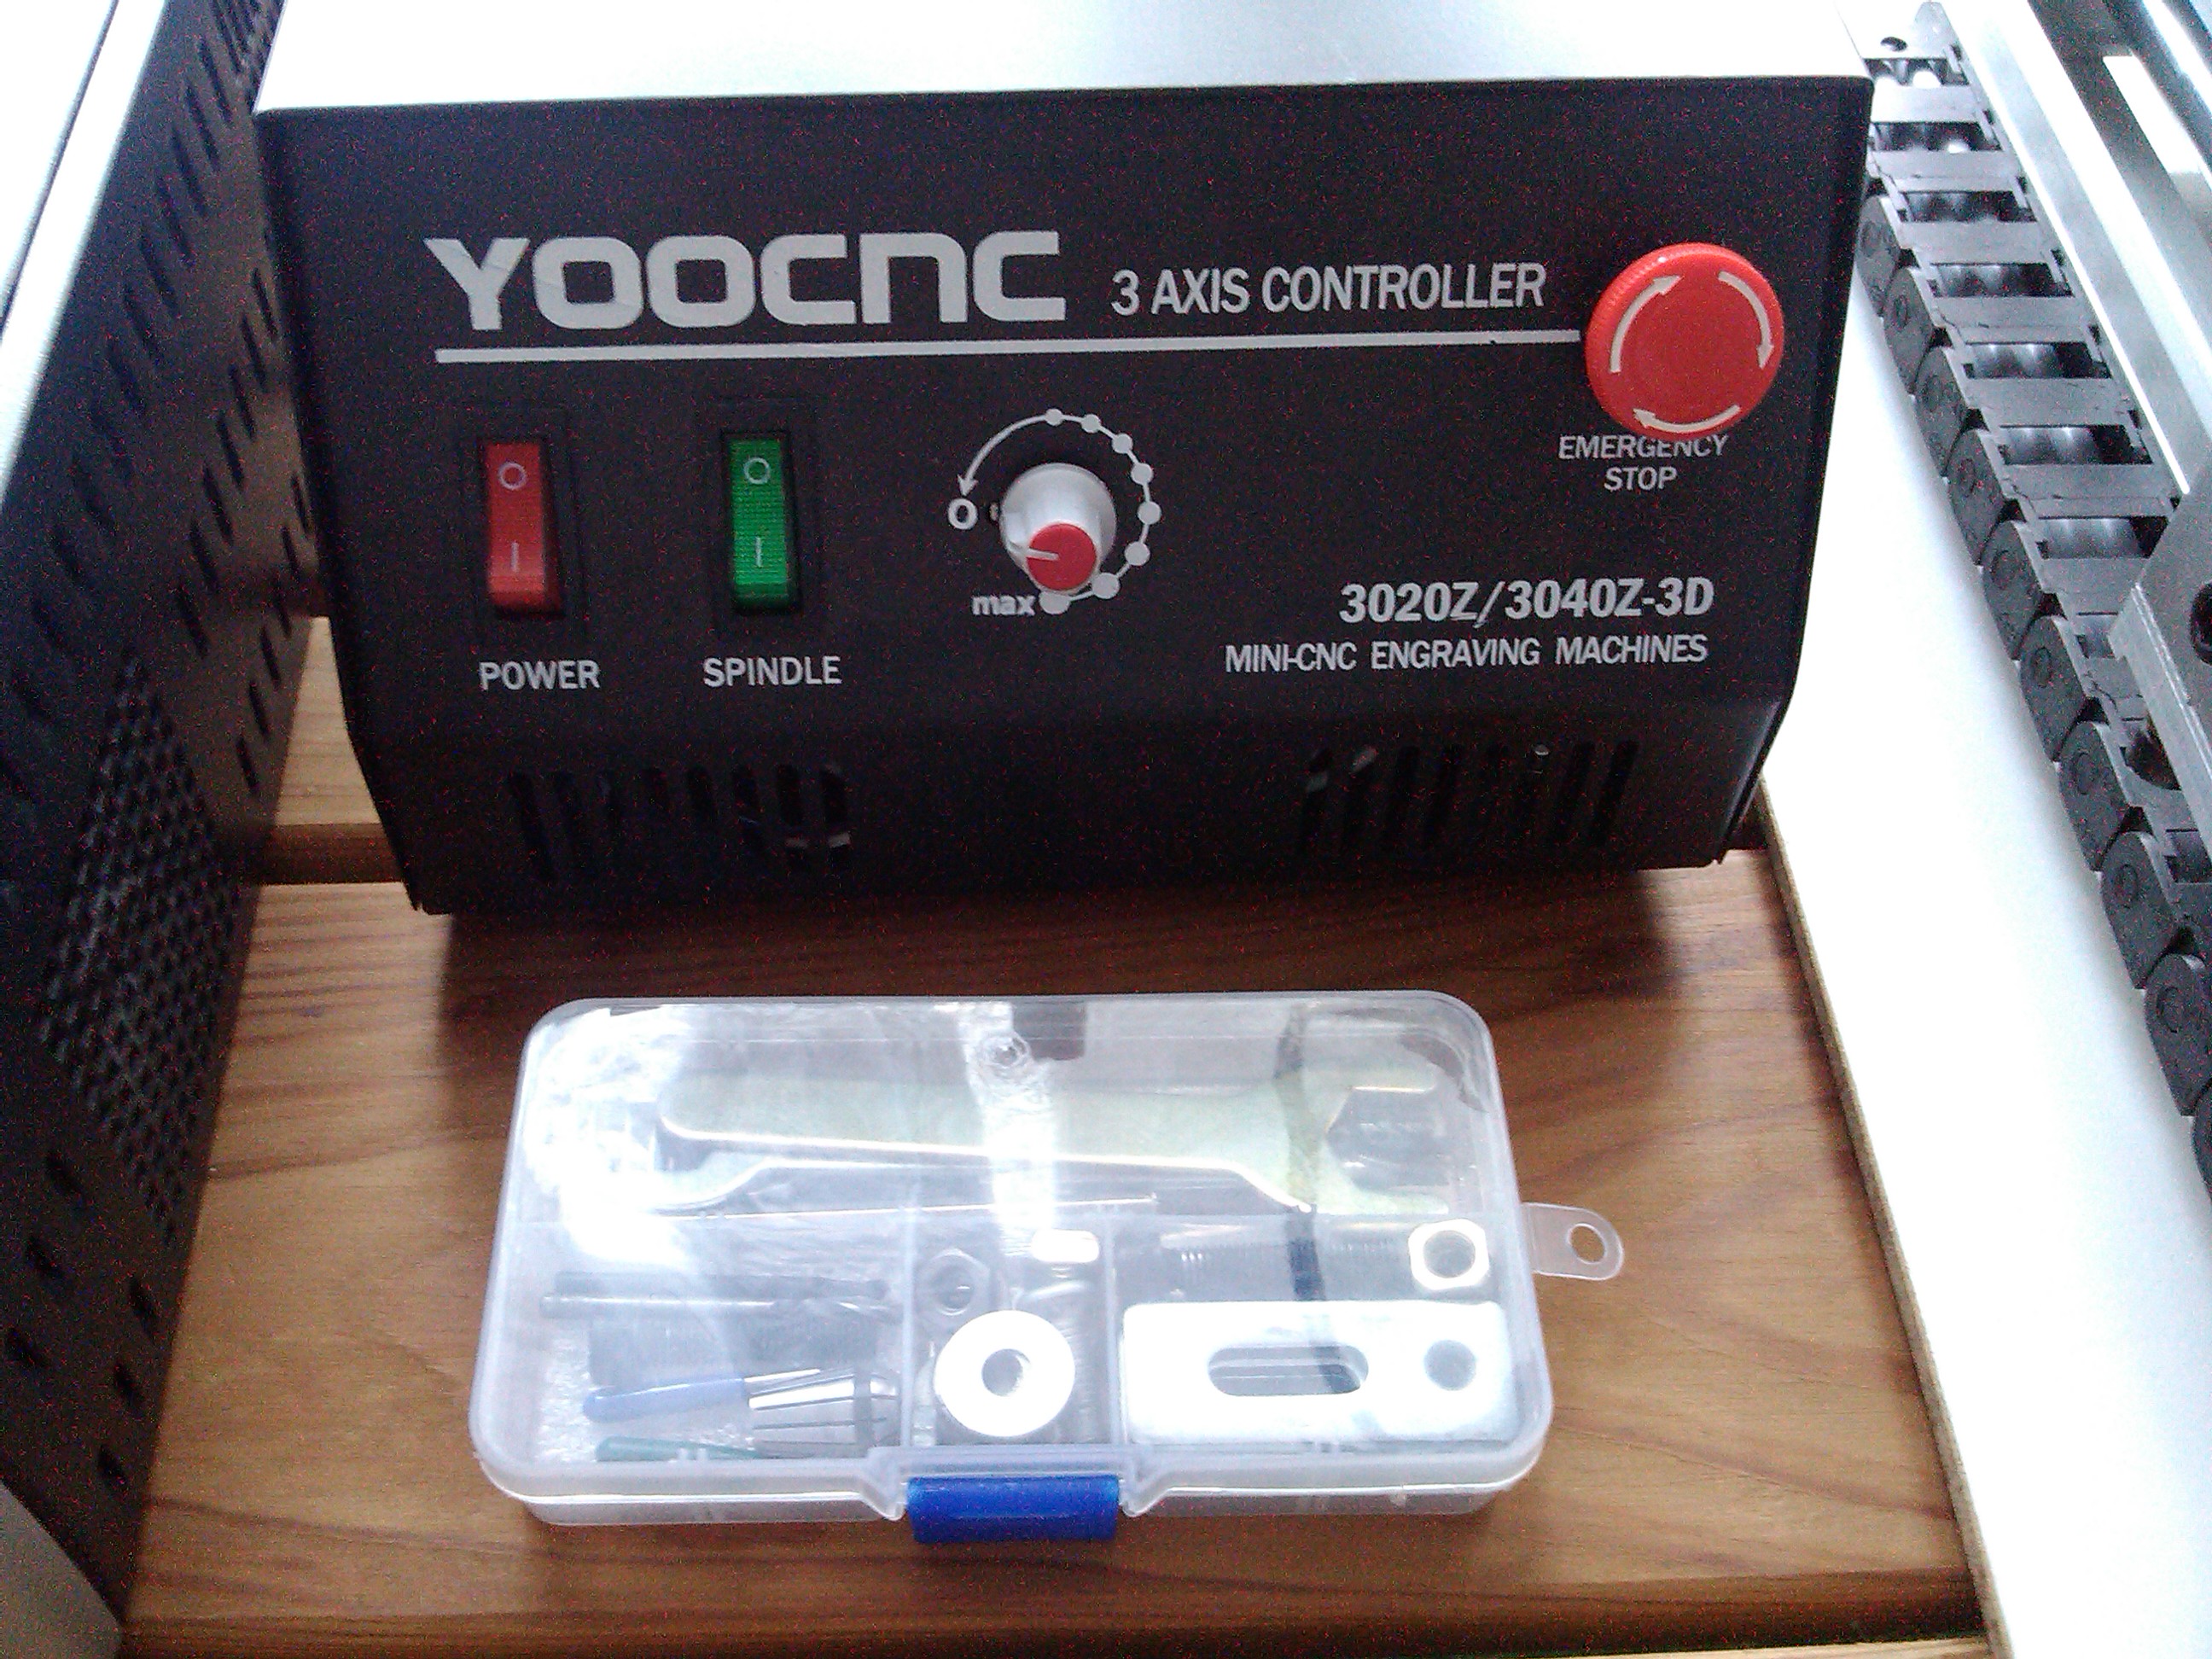 YOOCNC 3 AXIS CONTROLLER
EMERGENCY
STOP
O
O
I
I
O
max
3020Z/3040Z-3D
MINI-CNC ENGRAVING MACHINES
POWER
SPINDLE